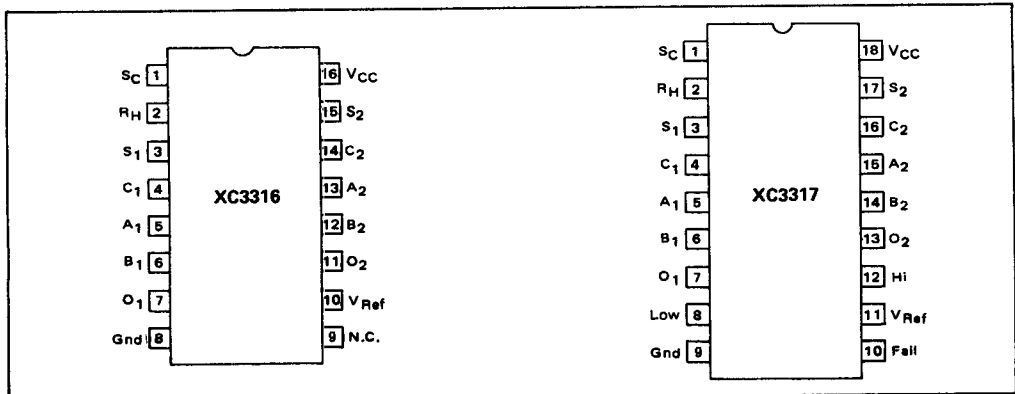 SC 1
16 VCC
RH 2
15 S2
S1 3
14 C2
C1 4
13 A2
A1 5
12 B2
B1 6
11 O2
O1 7
10 VRef
Gnd 8
9 N.C.
XC3316
SC 1
18 VCC
RH 2
17 S2
S1 3
16 C2
C1 4
15 A2
A1 5
14 B2
B1 6
13 O2
O1 7
12 Hi
Low 8
11 VRef
Gnd 9
10 Fail
XC3317